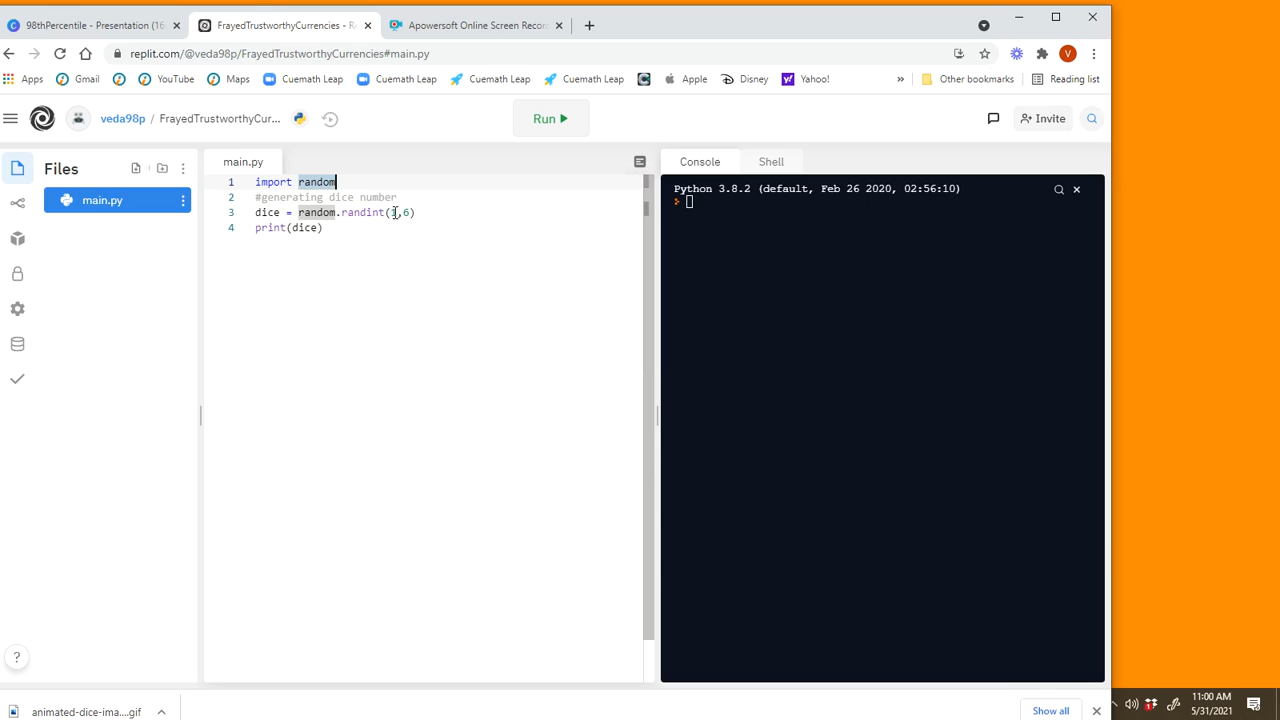 98thPercentile - Presentation (16
FrayedTrustworthyCurrencies - Re
Apowersoft Online Screen Record
replit.com/@veda98p/FrayedTrustworthyCurrencies#main.py
V
Apps
Gmail
YouTube
Maps
Cuemath Leap
Cuemath Leap
Cuemath Leap
Cuemath Leap
Apple
Disney
Yahoo!
»
Other bookmarks
Reading list
veda98p / FrayedTrustworthyCur...
Run
Invite
Files
main.py
main.py
1 import random
2 #generating dice number
3 dice = random.randint(1,6)
4 print(dice)
Console
Shell
Python 3.8.2 (default, Feb 26 2020, 02:56:10)
?
animated-dice-ima....gif
Show all
11:00 AM
5/31/2021